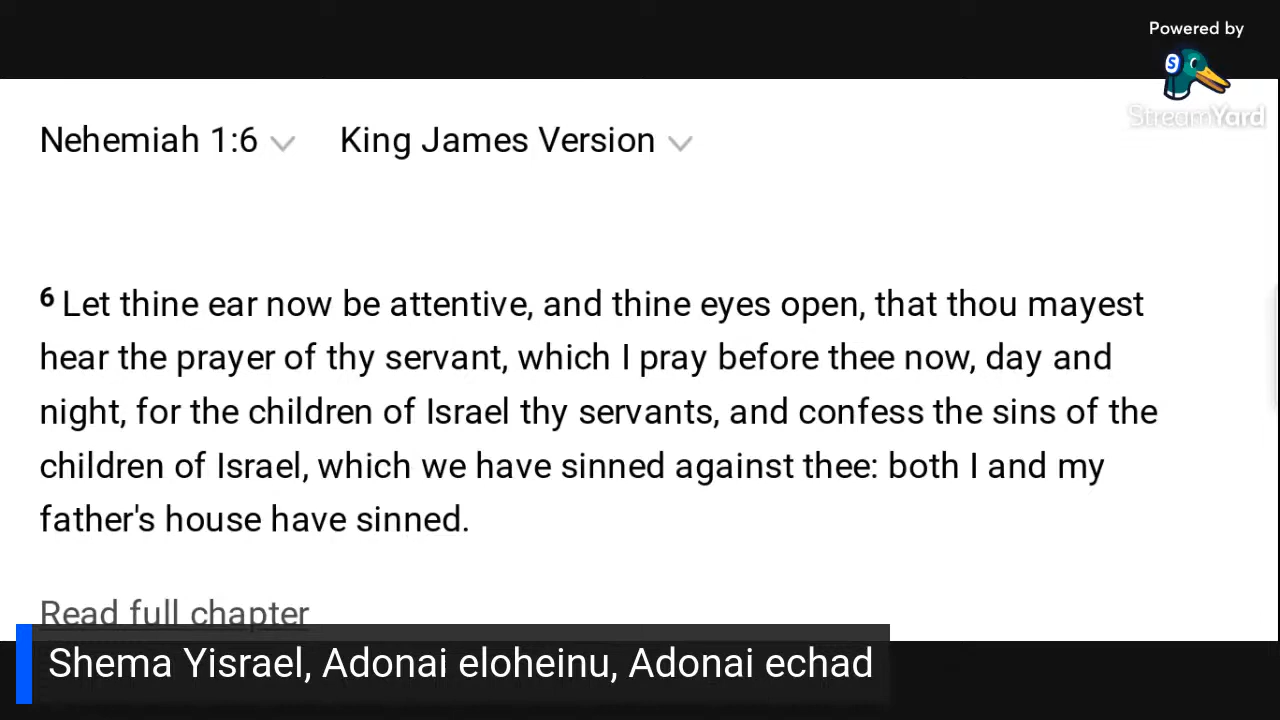 Powered by
S
StreamYard
Nehemiah 1:6 King James Version
6 Let thine ear now be attentive, and thine eyes open, that thou mayest
hear the prayer of thy servant, which I pray before thee now, day and
night, for the children of Israel thy servants, and confess the sins of the
children of Israel, which we have sinned against thee: both I and my
father's house have sinned.
Read full chapter
Shema Yisrael, Adonai eloheinu, Adonai echad